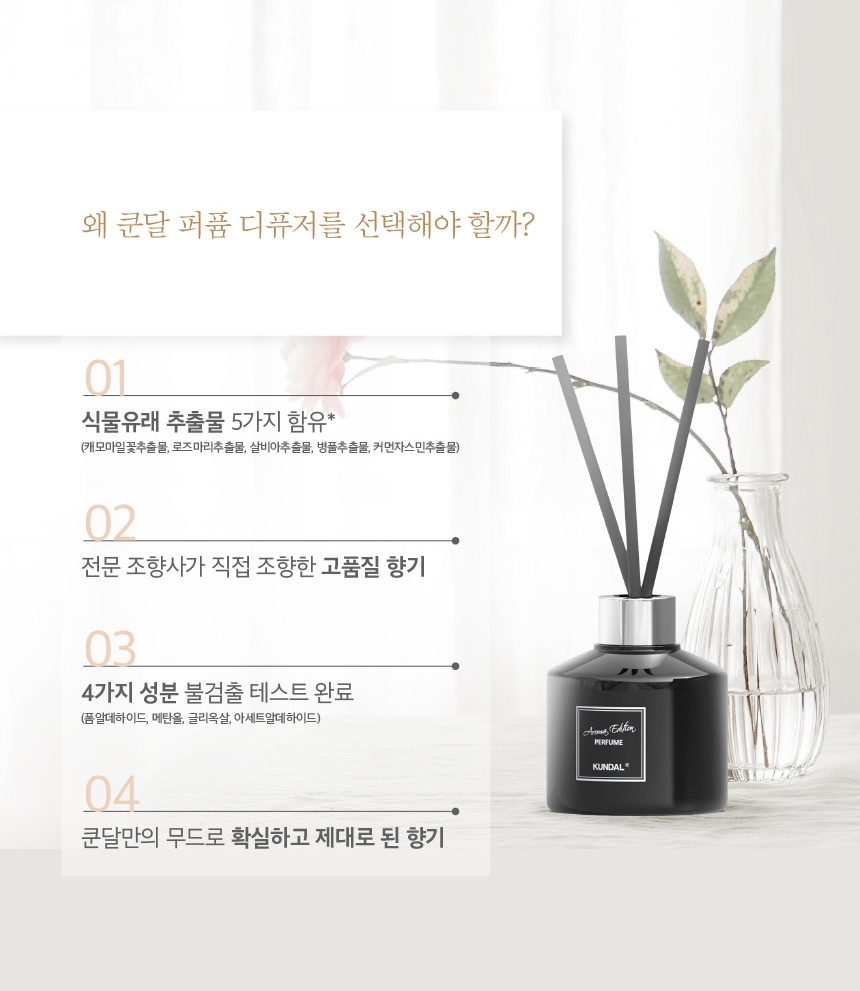 왜 쿤달 퍼퓸 디퓨저를 선택해야 할까?
01
식물유래 추출물 5가지 함유*
(캐모마일꽃추출물, 로즈마리추출물, 살비아추출물, 병풀추출물, 커먼자스민추출물)
02
전문 조향사가 직접 조향한 고품질 향기
03
4가지 성분 불검출 테스트 완료
(폼알데하이드, 메탄올, 글리옥살, 아세트알데하이드)
04
쿤달만의 무드로 확실하고 제대로 된 향기
Aroma Edition
PERFUME
KUNDAL®